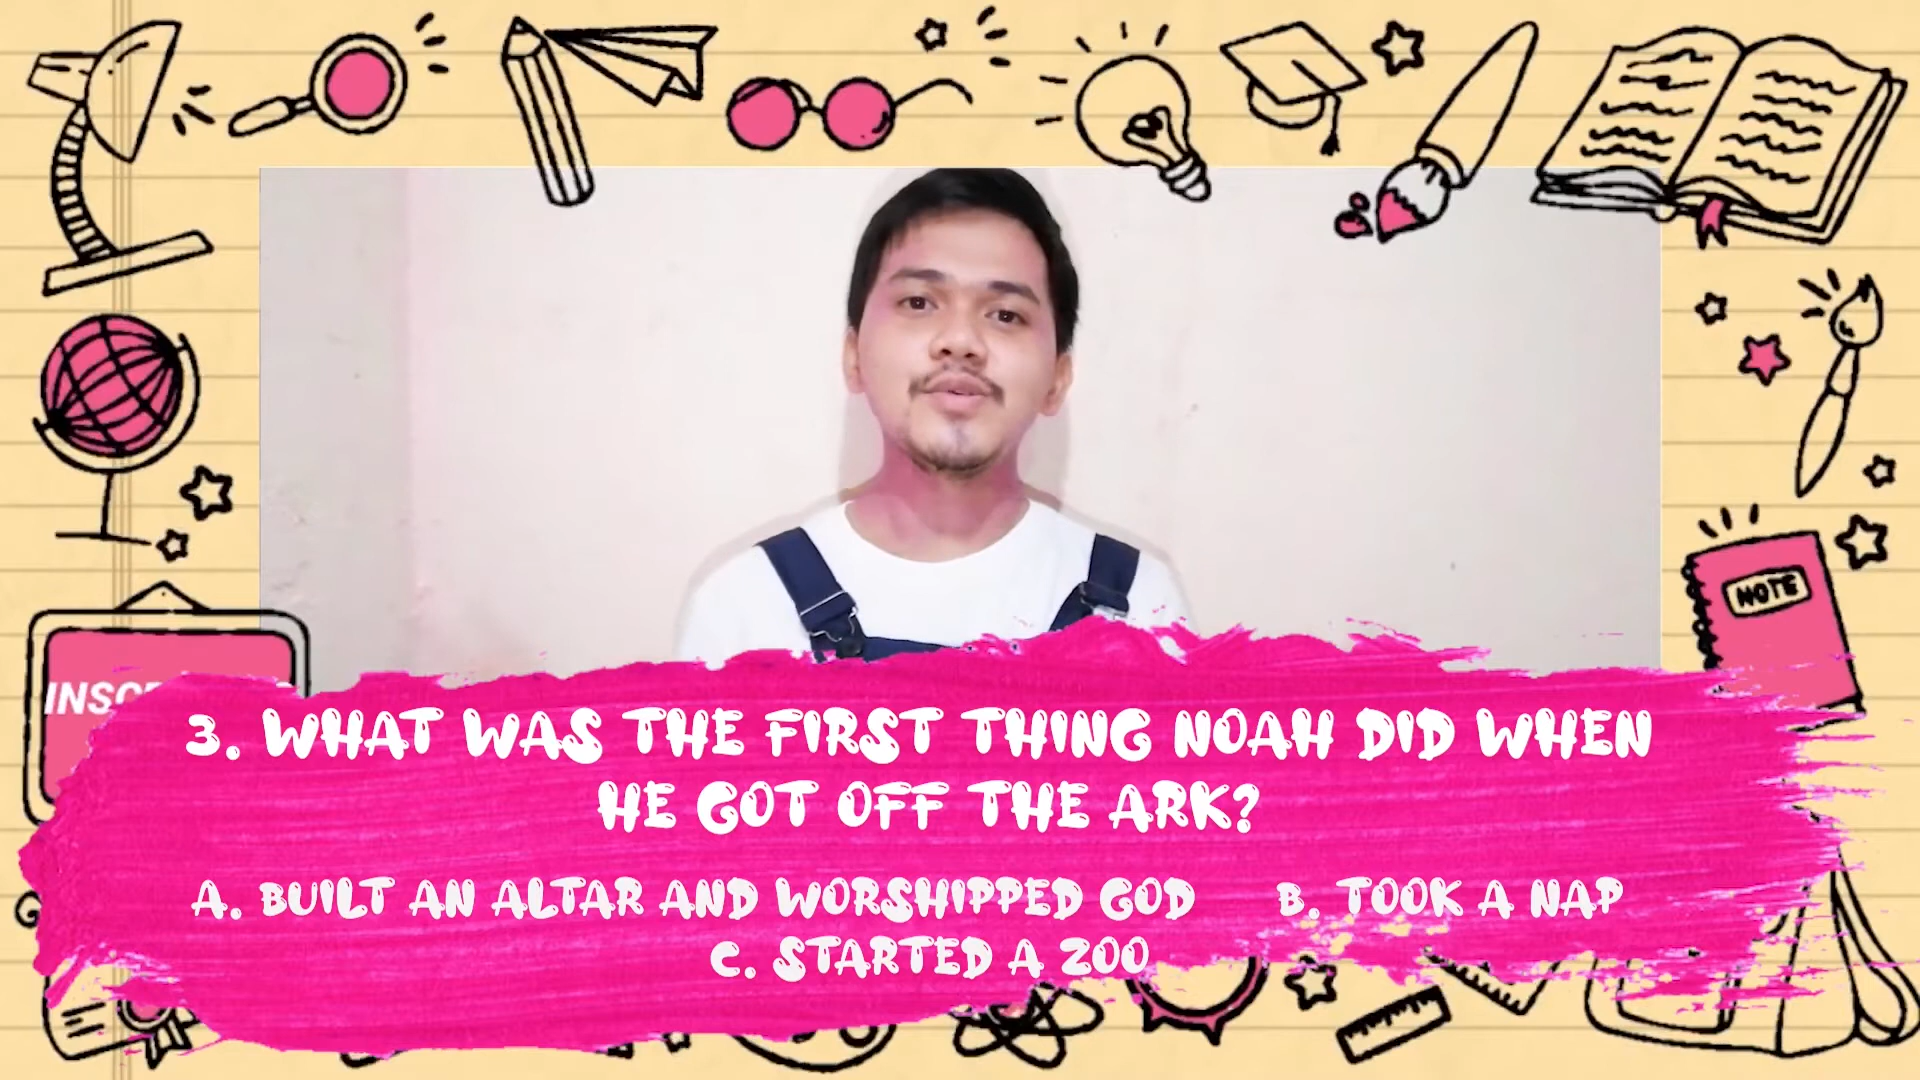 NOTE
3. WHAT WAS THE FIRST THING NOAH DID WHEN
HE GOT OFF THE ARK?
A. BUILT AN ALTAR AND WORSHIPPED GOD B. TOOK A NAP
C. STARTED A ZOO